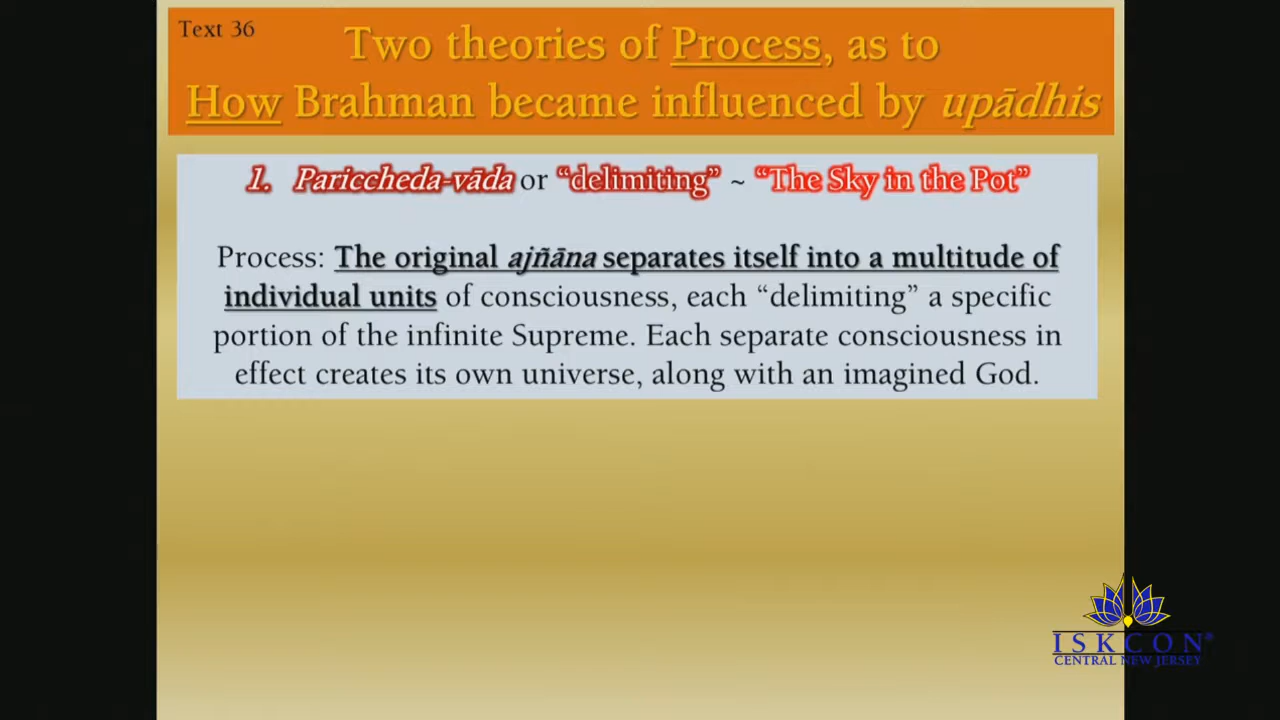 Text 36
Two theories of Process, as to
How Brahman became influenced by upādhis
1. Pariccheda-vāda or “delimiting” ~ “The Sky in the Pot”
Process: The original ajñāna separates itself into a multitude of
individual units of consciousness, each “delimiting” a specific
portion of the infinite Supreme. Each separate consciousness in
effect creates its own universe, along with an imagined God.
ISKCON®
CENTRAL NEW JERSEY